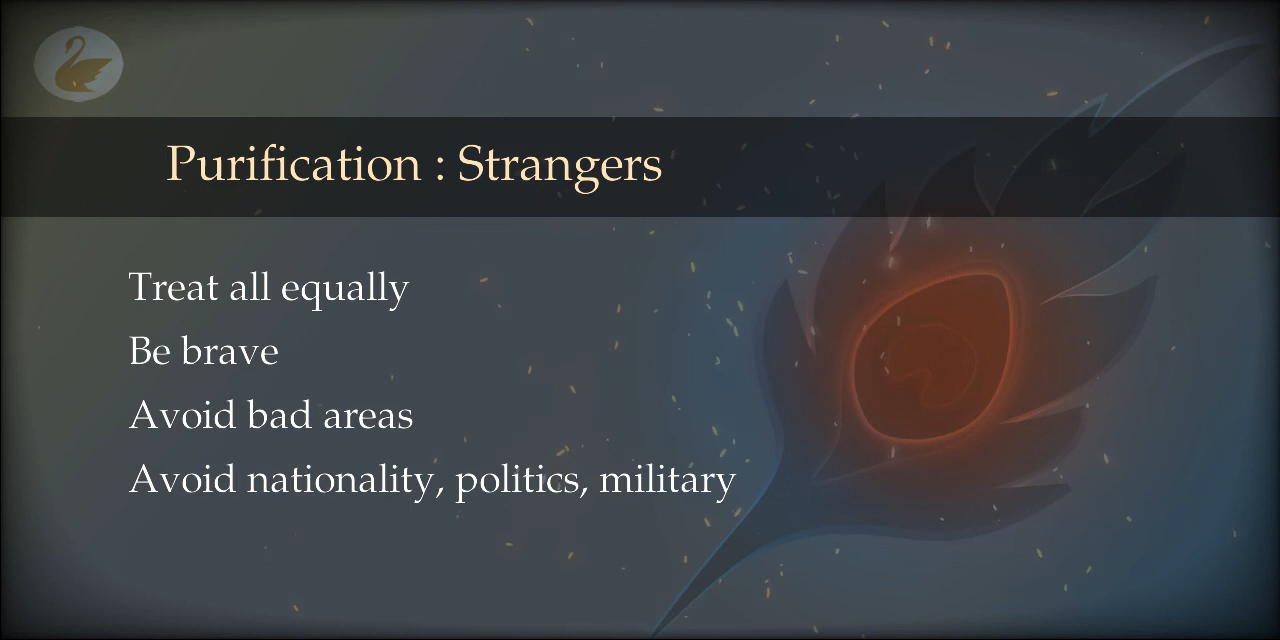 Purification : Strangers
Treat all equally
Be brave
Avoid bad areas
Avoid nationality, politics, military